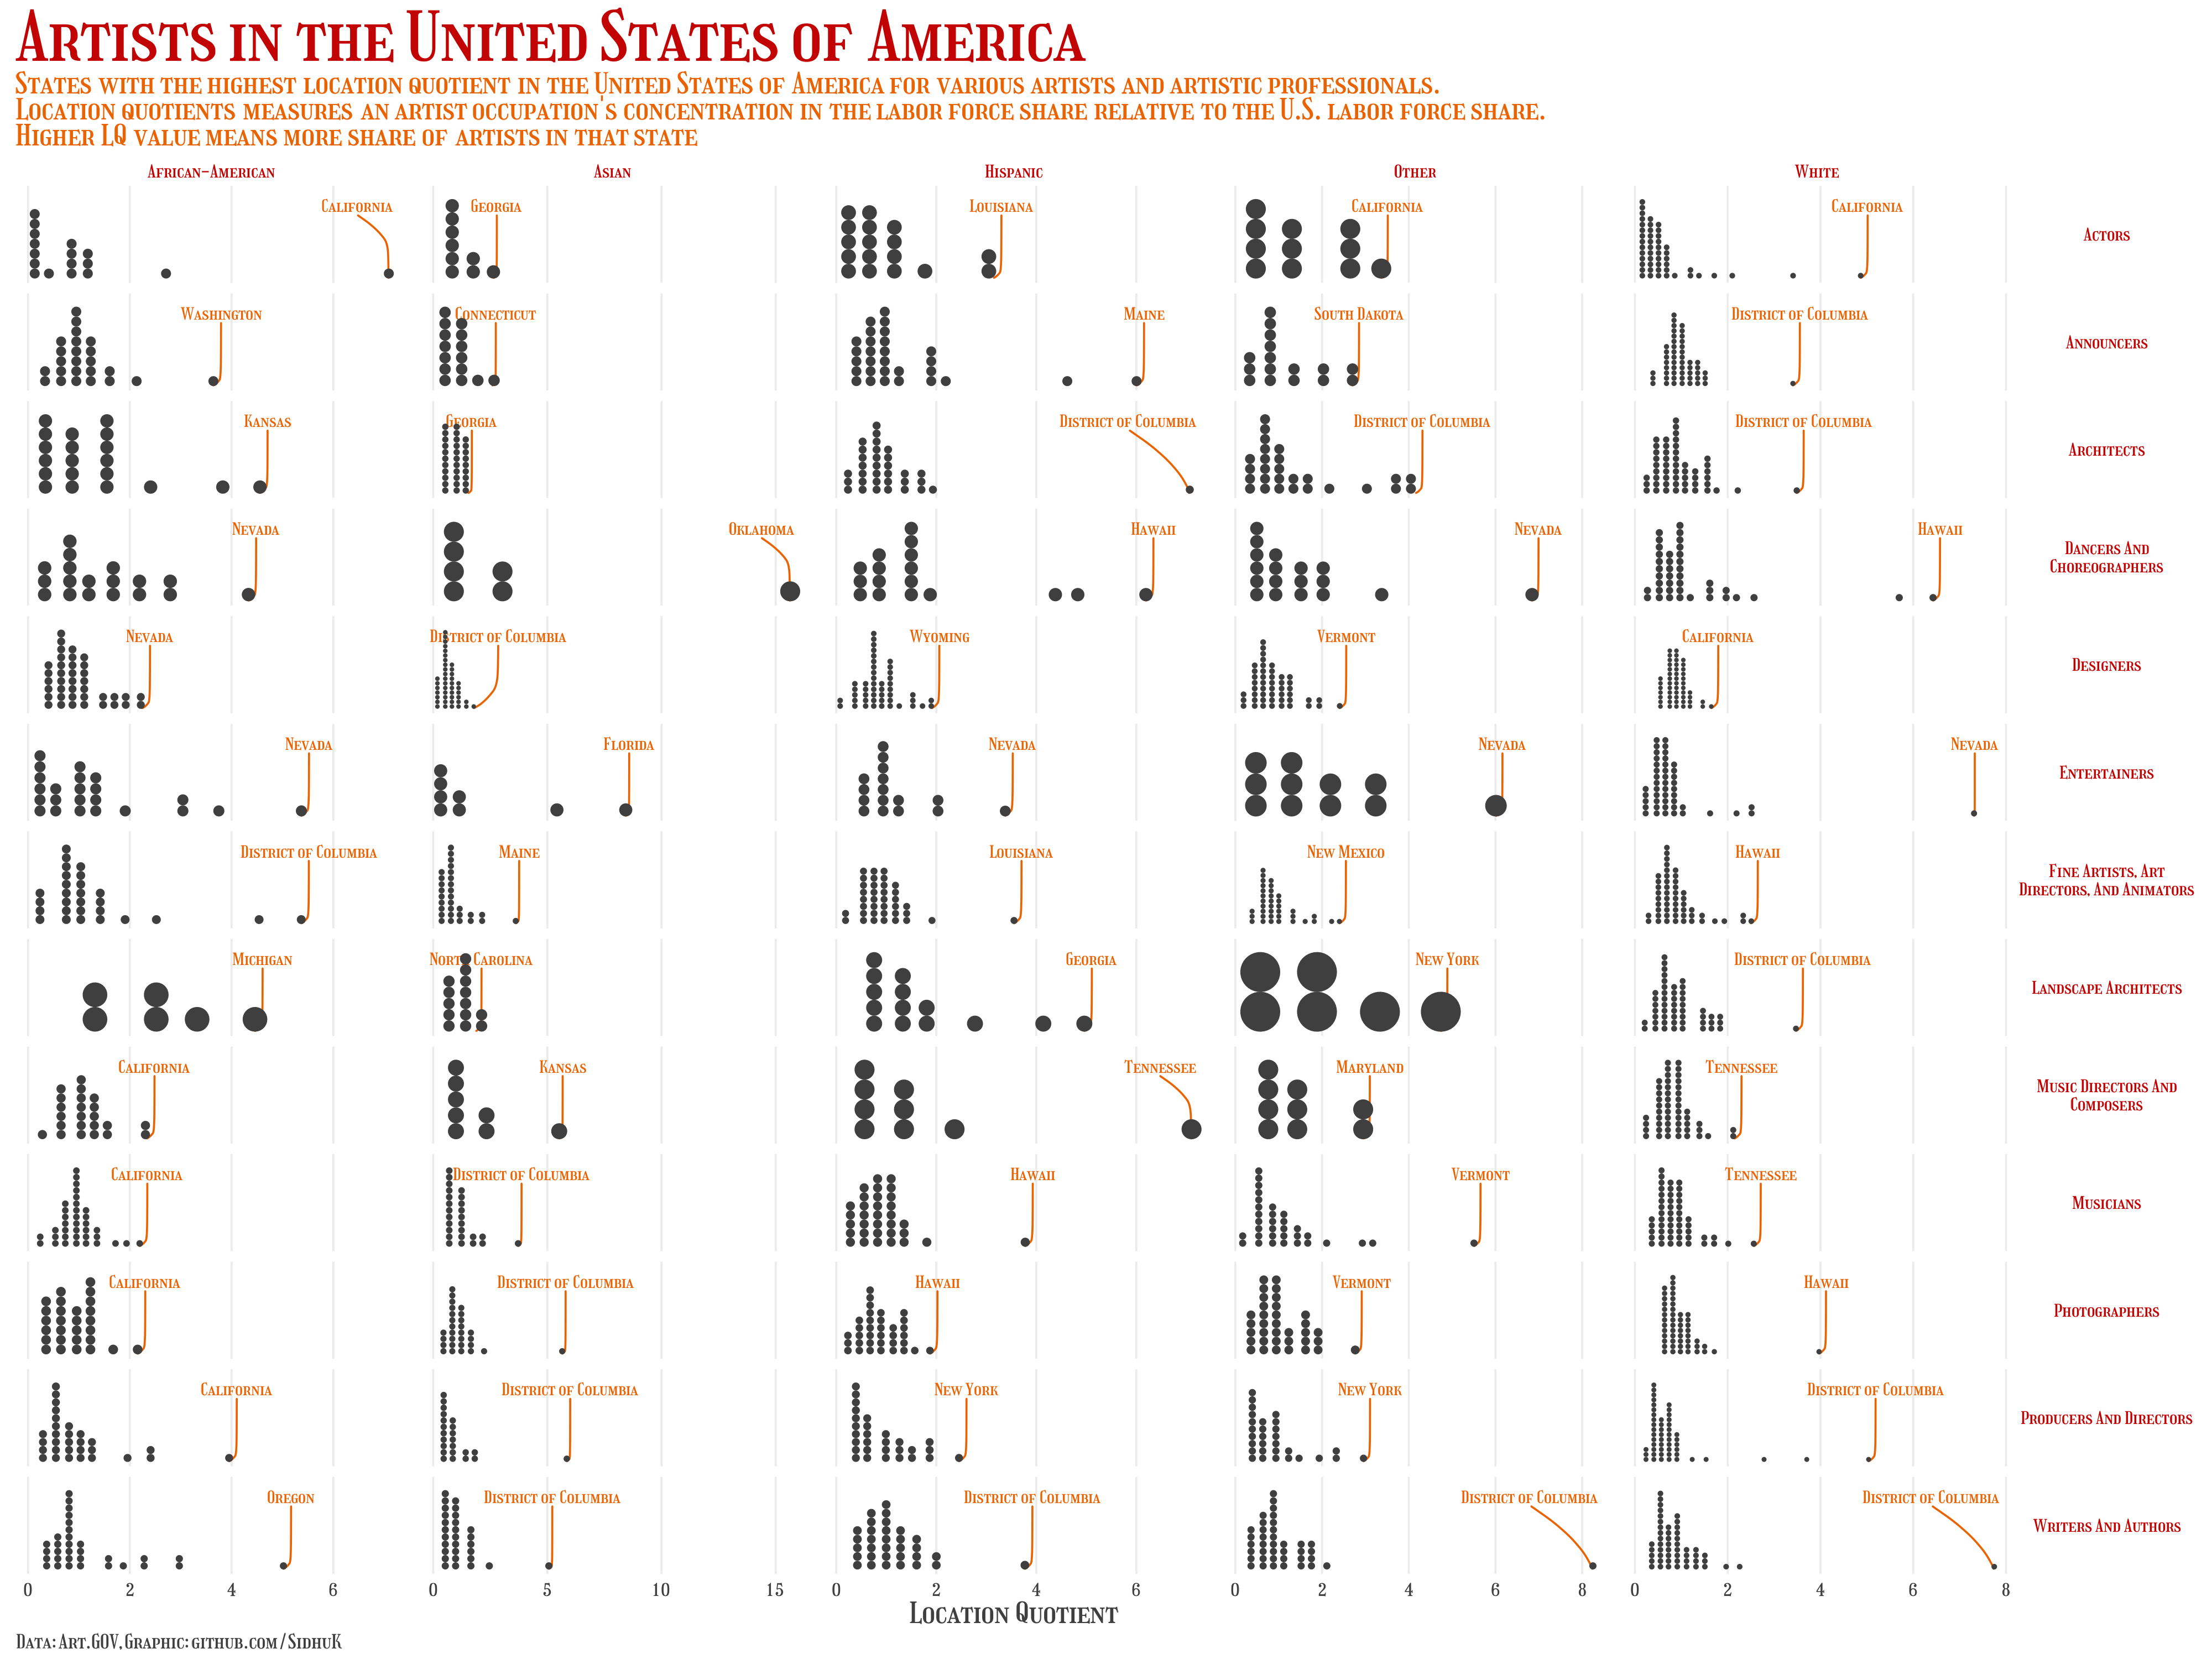 Artists in the United States of America
States with the highest location quotient in the United States of America for various artists and artistic professionals.
Location quotients measures an artist occupation's concentration in the labor force share relative to the U.S. labor force share.
Higher LQ value means more share of artists in that state
African-American Asian Hispanic Other White
California Georgia Louisiana California California
Actors
Washington Connecticut Maine South Dakota District of Columbia
Announcers
Kansas Georgia District of Columbia District of Columbia District of Columbia
Architects
Nevada Oklahoma Hawaii Nevada Hawaii
Dancers And
Choreographers
Nevada District of Columbia Wyoming Vermont California
Designers
Nevada Florida Nevada Nevada Nevada
Entertainers
District of Columbia Maine Louisiana New Mexico Hawaii
Fine Artists, Art
Directors, And Animators
Michigan North Carolina Georgia New York District of Columbia
Landscape Architects
California Kansas Tennessee Maryland Tennessee
Music Directors And
Composers
California District of Columbia Hawaii Vermont Tennessee
Musicians
California District of Columbia Hawaii Vermont Hawaii
Photographers
California District of Columbia New York New York District of Columbia
Producers And Directors
Oregon District of Columbia District of Columbia District of Columbia District of Columbia
Writers And Authors
0 2 4 6 0 5 10 15 0 2 4 6 0 2 4 6 8 0 2 4 6 8
Location Quotient
Data: Art.GOV, Graphic: github.com/SidhuK